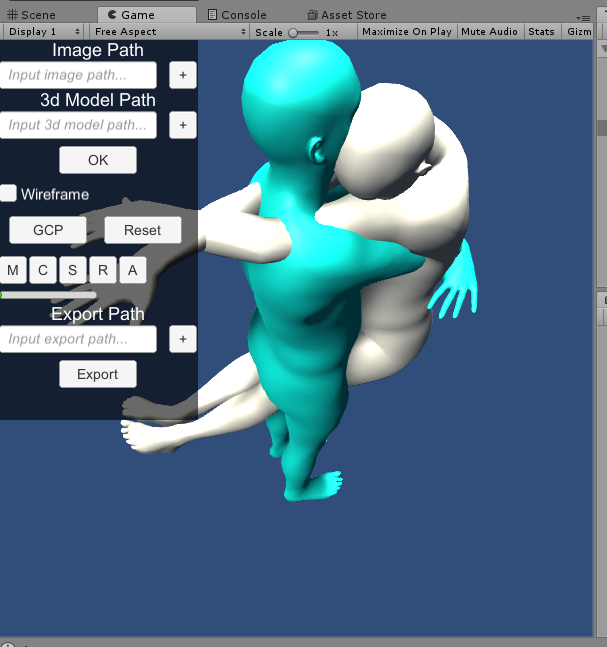 Scene Game Console Asset Store
Display 1 Free Aspect Scale 1x Maximize On Play Mute Audio Stats Gizm
Image Path
Input image path... +
3d Model Path
Input 3d model path... +
OK
Wireframe
GCP Reset
M C S R A
Export Path
Input export path... +
Export